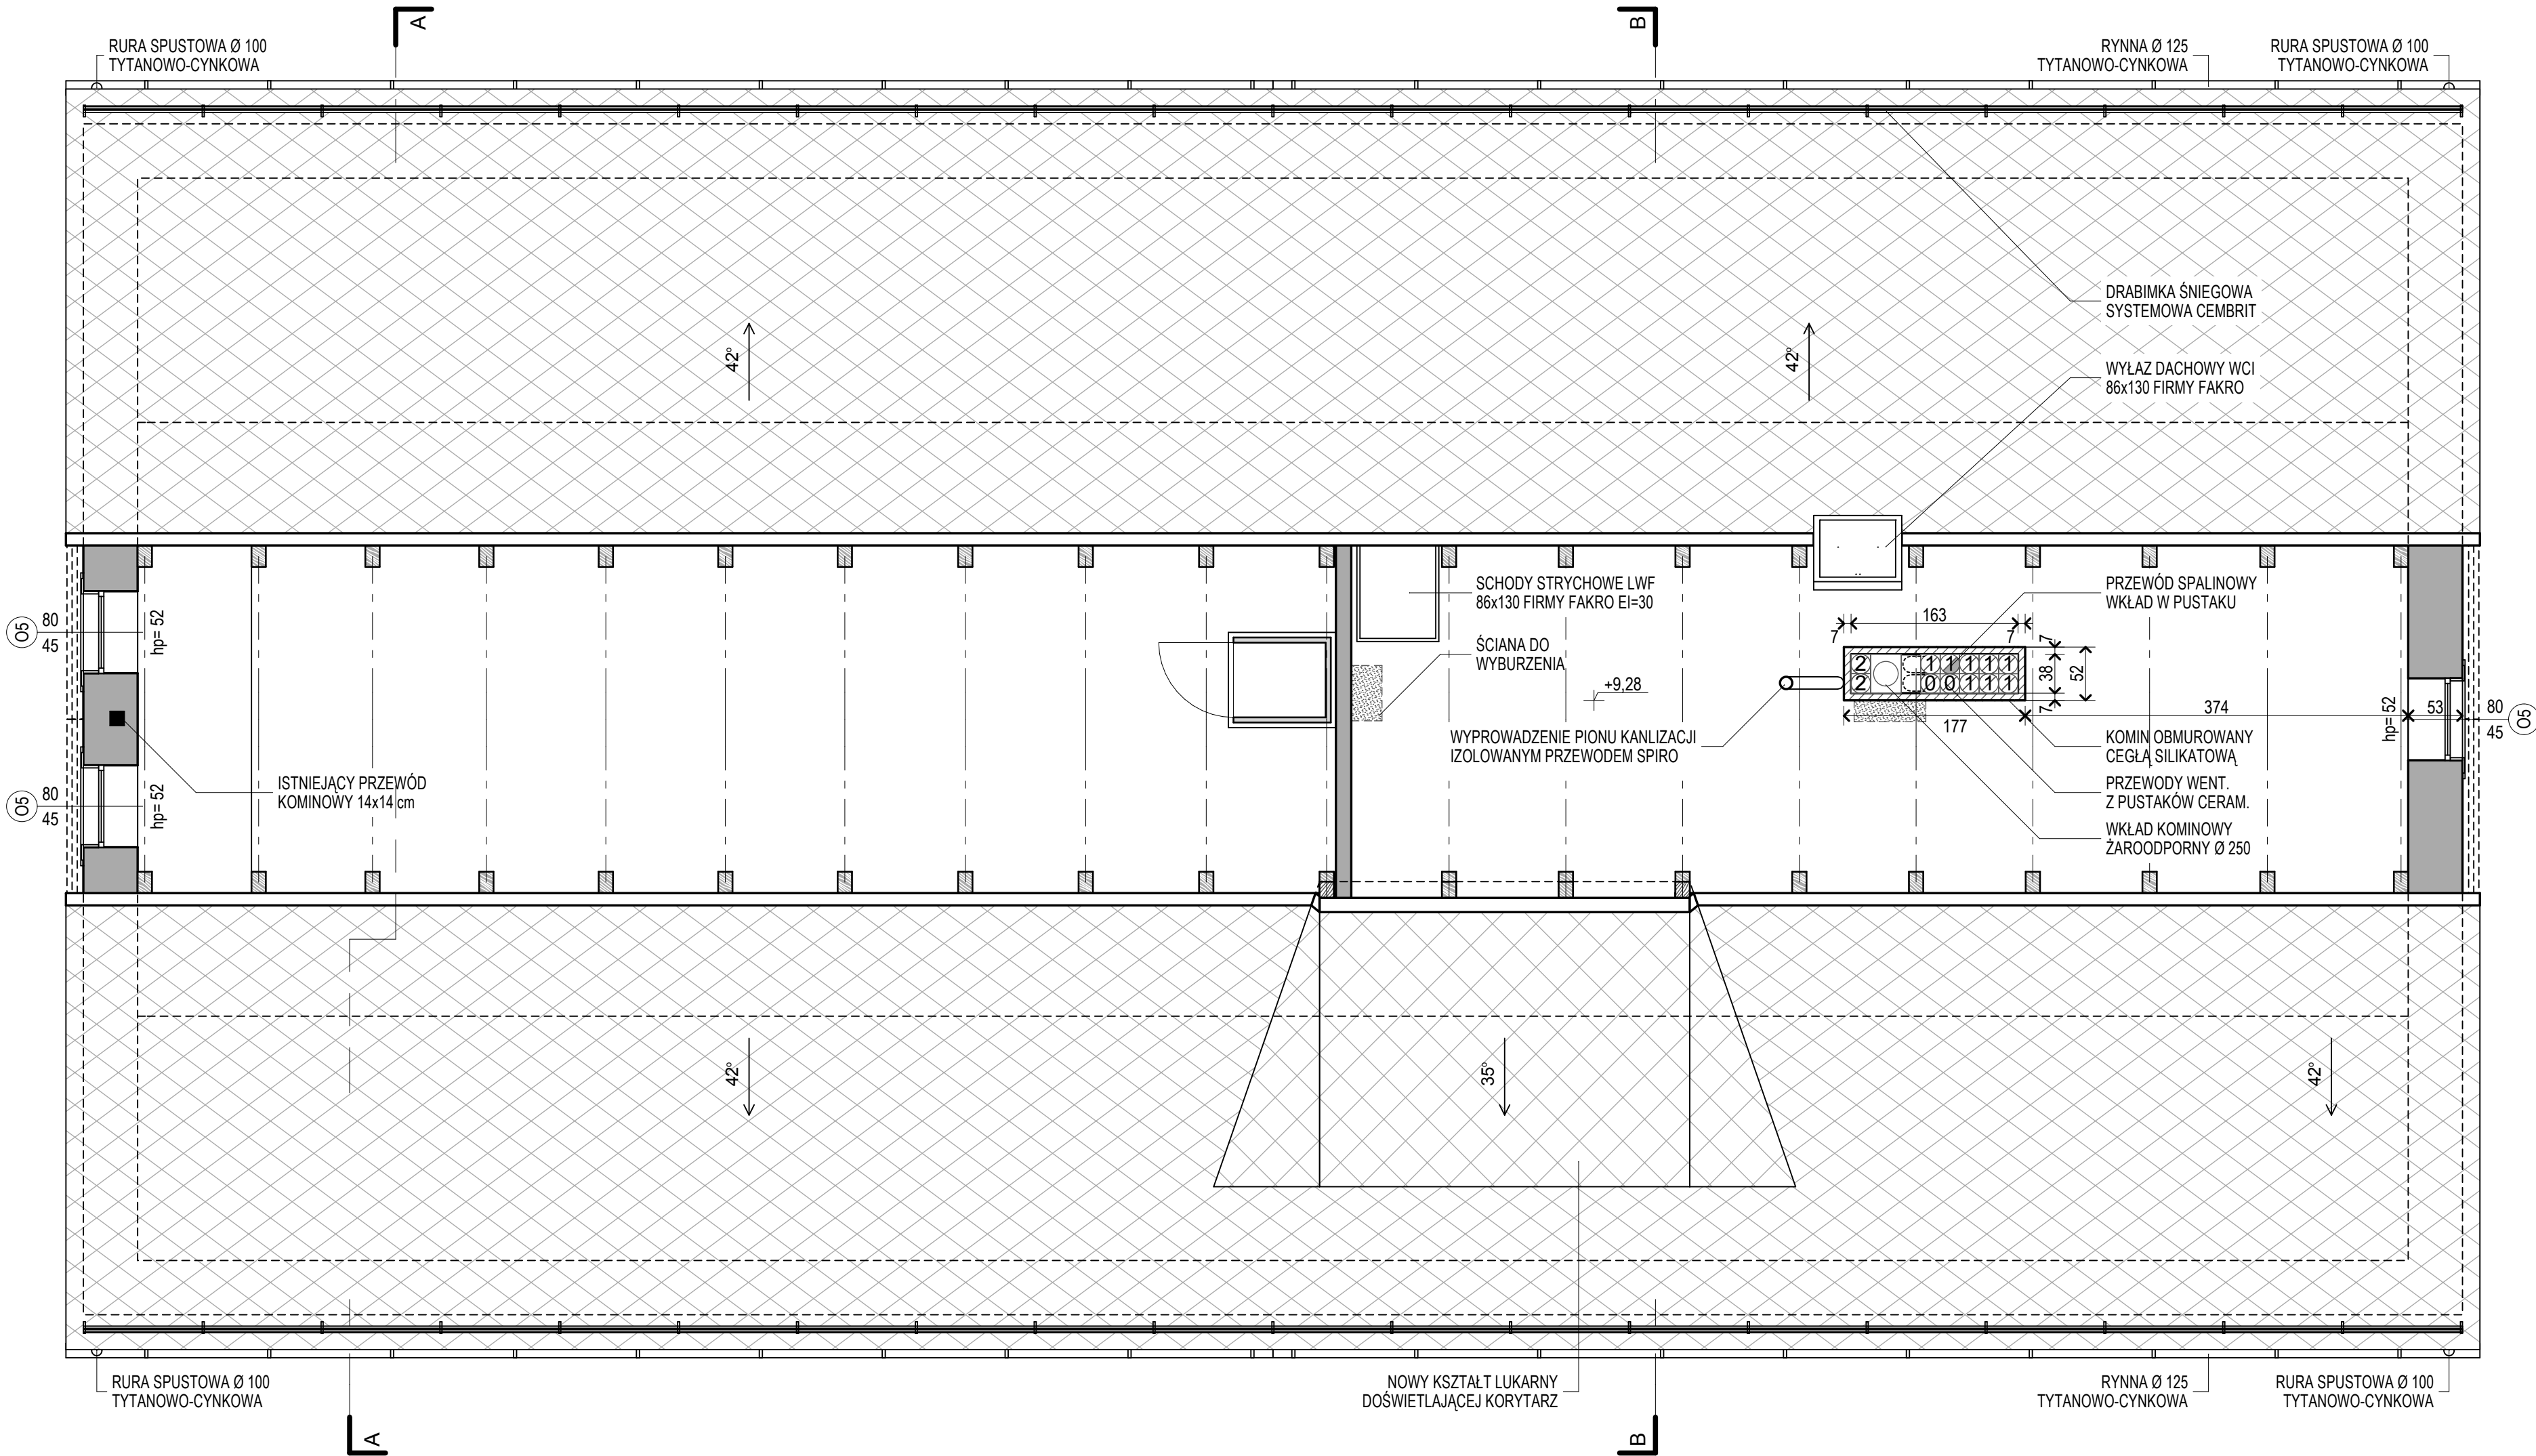 A
B
RURA SPUSTOWA Ø 100
TYTANOWO-CYNKOWA
RYNNA Ø 125
TYTANOWO-CYNKOWA
RURA SPUSTOWA Ø 100
TYTANOWO-CYNKOWA
DRABIMKA ŚNIEGOWA
SYSTEMOWA CEMBRIT
42°
42°
WYŁAZ DACHOWY WCI
86x130 FIRMY FAKRO
SCHODY STRYCHOWE LWF
86x130 FIRMY FAKRO EI=30
PRZEWÓD SPALINOWY
WKŁAD W PUSTAKU
O5
80
45
hp= 52
ŚCIANA DO
WYBURZENIA
7
163
7
7
38
52
7
2
1
1
1
1
1
2
0
0
1
1
1
+9,28
177
374
53
hp= 52
80
45
O5
WYPROWADZENIE PIONU KANLIZACJI
IZOLOWANYM PRZEWODEM SPIRO
KOMIN OBMUROWANY
CEGŁĄ SILIKATOWĄ
ISTNIEJĄCY PRZEWÓD
KOMINOWY 14x14 cm
PRZEWODY WENT.
Z PUSTAKÓW CERAM.
O5
80
45
hp= 52
WKŁAD KOMINOWY
ŻAROODPORNY Ø 250
42°
35°
42°
RURA SPUSTOWA Ø 100
TYTANOWO-CYNKOWA
NOWY KSZTAŁT LUKARNY
DOŚWIETLAJĄCEJ KORYTARZ
RYNNA Ø 125
TYTANOWO-CYNKOWA
RURA SPUSTOWA Ø 100
TYTANOWO-CYNKOWA
A
B